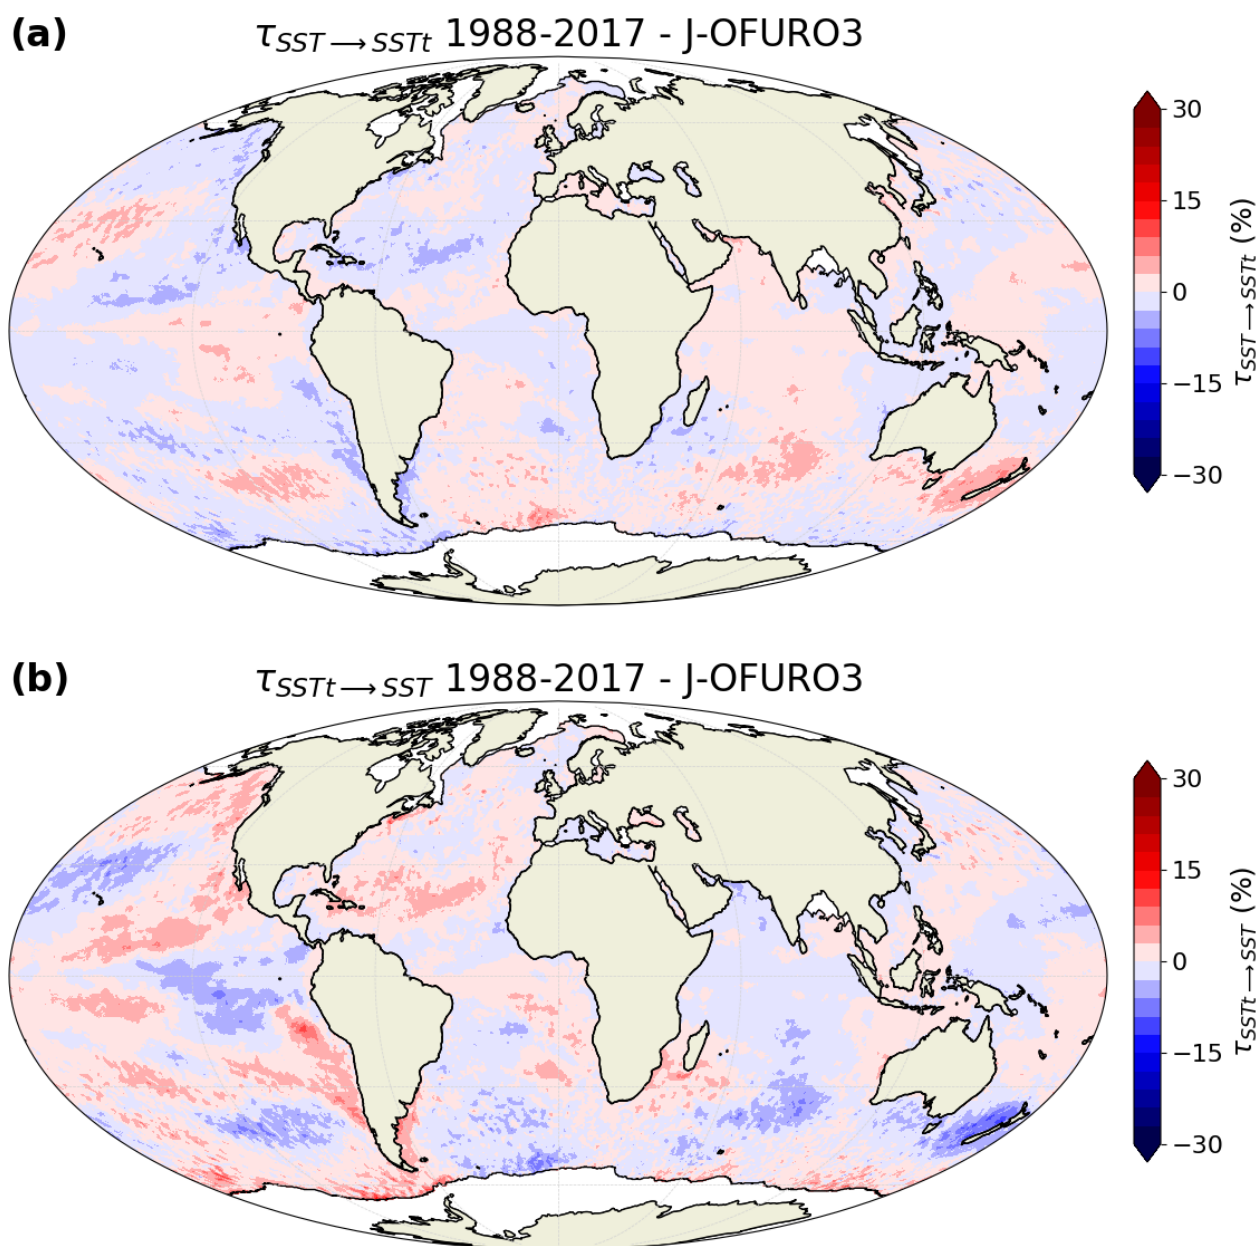 (a)
τSST⟶SSTt 1988-2017 - J-OFURO3
30
15
0
−15
−30
τSST⟶SSTt (%)
(b)
τSSTt⟶SST 1988-2017 - J-OFURO3
30
15
0
−15
−30
τSSTt⟶SST (%)